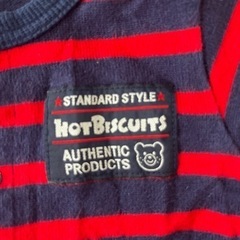 ★ STANDARD STYLE ★
HOT BISCUITS
AUTHENTIC
PRODUCTS